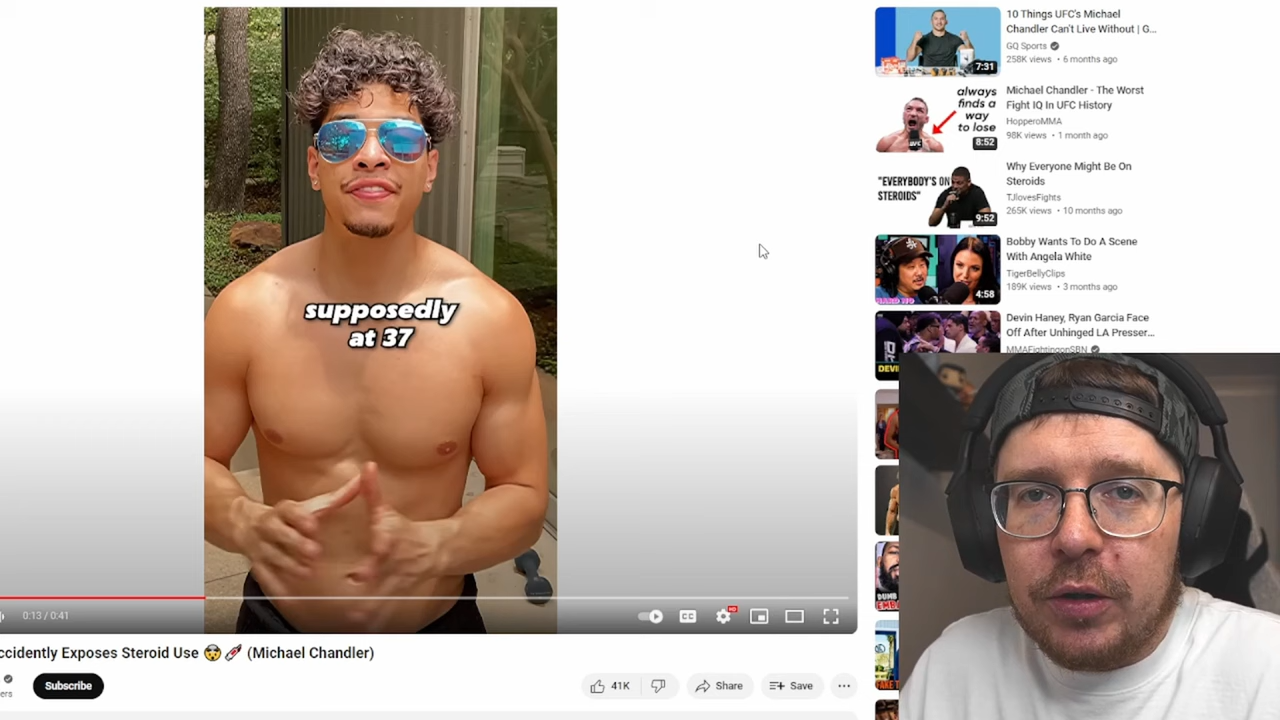 supposedly
at 37
0:13 / 0:41
CC
HD
ccidently Exposes Steroid Use 🤯 💉 (Michael Chandler)
ers
Subscribe
41K
Share
Save
7:31
10 Things UFC's Michael
Chandler Can't Live Without | G...
GQ Sports
258K views • 6 months ago
always
finds a
way
to lose
8:52
Michael Chandler - The Worst
Fight IQ In UFC History
HopperoMMA
98K views • 1 month ago
"EVERYBODY'S ON
STEROIDS"
9:52
Why Everyone Might Be On
Steroids
TJlovesFights
265K views • 10 months ago
4:58
Bobby Wants To Do A Scene
With Angela White
TigerBellyClips
189K views • 3 months ago
Devin Haney, Ryan Garcia Face
Off After Unhinged LA Presser...
MMAFightingonSBN
DUMB